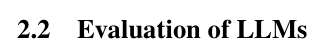 2.2 Evaluation of LLMs